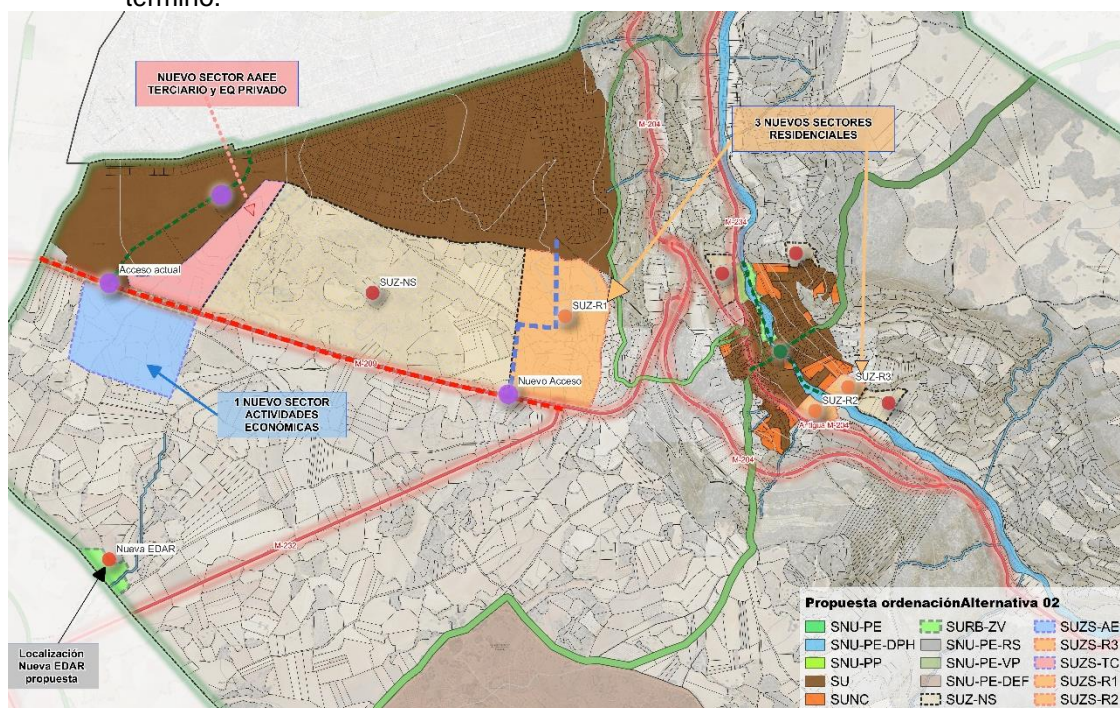 término.
NUEVO SECTOR AAEE
TERCIARIO y EQ PRIVADO
3 NUEVOS SECTORES
RESIDENCIALES
M-204
M-234
Acceso actual
SUZ-NS
SUZ-R1
M-209
Nuevo Acceso
SUZ-R3
SUZ-R2
Antigua M-234
1 NUEVO SECTOR
ACTIVIDADES
ECONÓMICAS
M-204
M-232
Nueva EDAR
Localización
Nueva EDAR
propuesta
Propuesta ordenaciónAlternativa 02
SNU-PE
SNU-PE-DPH
SNU-PP
SU
SUNC
SURB-ZV
SNU-PE-RS
SNU-PE-VP
SNU-PE-DEF
SUZ-NS
SUZS-AE
SUZS-R3
SUZS-TC
SUZS-R1
SUZS-R2